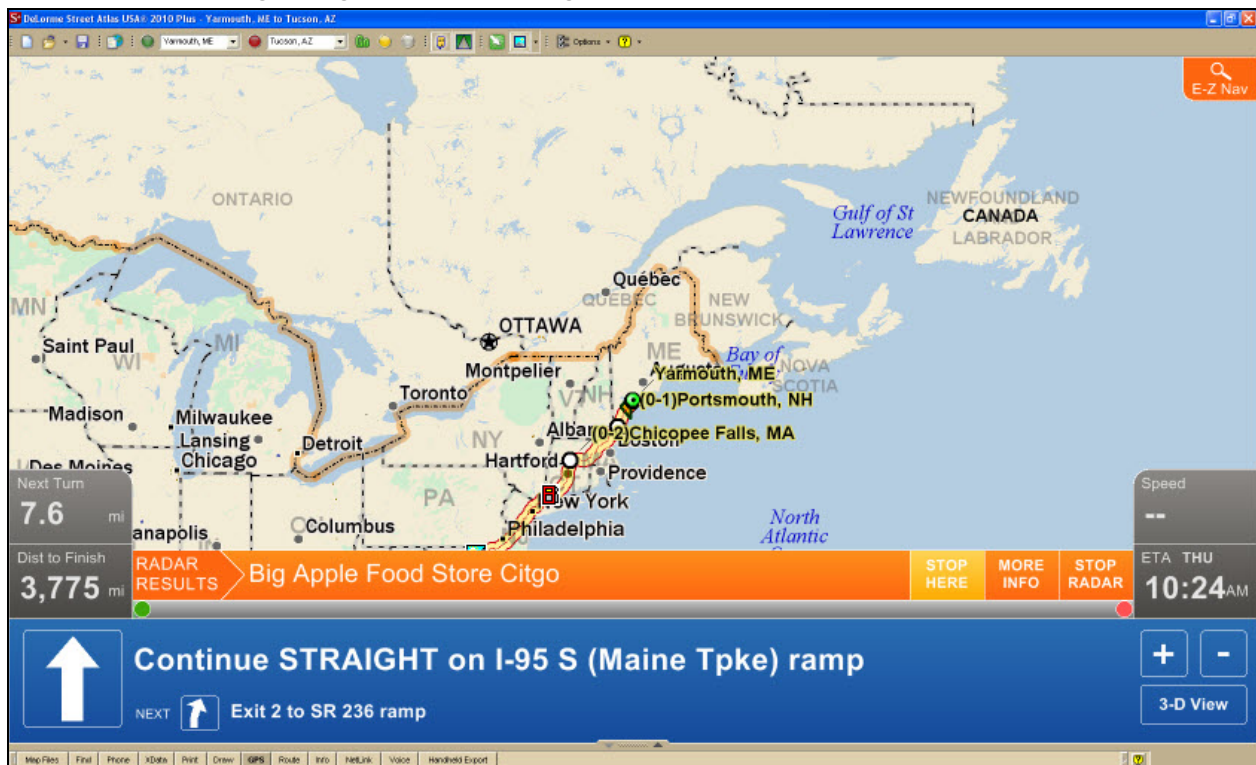 DeLorme Street Atlas USA® 2010 Plus - Yarmouth, ME to Tucson, AZ
Yarmouth, ME
Tucson, AZ
Options
E-Z Nav
ONTARIO
NEWFOUNDLAND
CANADA
LABRADOR
Gulf of St
Lawrence
Québec
QUEBEC
NEW
BRUNSWICK
MN
OTTAWA
Saint Paul
WI
MI
ME
Bay of
NOVA
SCOTIA
Montpelier
Augusta
Yarmouth, ME
Toronto
VT
NH
(0-1)Portsmouth, NH
Madison
Milwaukee
Lansing
Detroit
NY
(0-2)Chicopee Falls, MA
Boston
Chicago
Hartford
Providence
Des Moines
PA
New York
Columbus
Philadelphia
North
Atlantic
anapolis
IN
Next Turn
7.6 mi
Dist to Finish
3,775 mi
Speed
--
ETA THU
10:24AM
RADAR
RESULTS
Big Apple Food Store Citgo
STOP
HERE
MORE
INFO
STOP
RADAR
Continue STRAIGHT on I-95 S (Maine Tpke) ramp
NEXT
Exit 2 to SR 236 ramp
+
-
3-D View
Map Files
Find
Phone
XData
Print
Draw
GPS
Route
Info
NetLink
Voice
Handheld Export